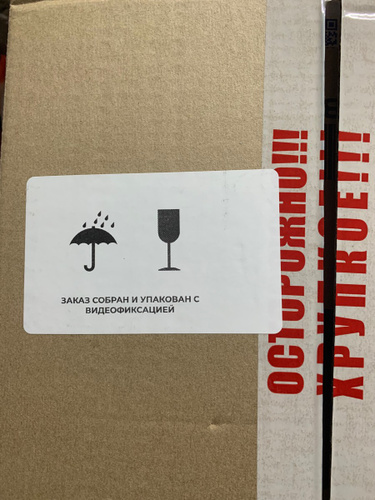 ЗАКАЗ СОБРАН И УПАКОВАН С
ВИДЕОФИКСАЦИЕЙ
ОСТОРОЖНО!!!
ХРУПКОЕ!!!